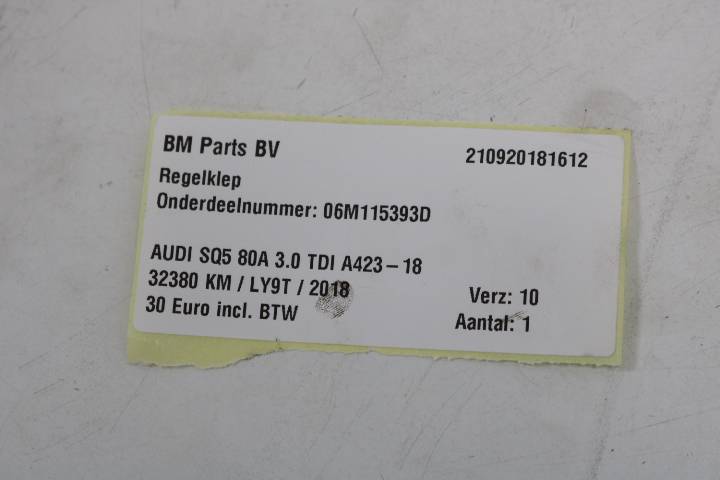 BM Parts BV 210920181612
Regelklep
Onderdeelnummer: 06M115393D
AUDI SQ5 80A 3.0 TDI A423-18
32380 KM / LY9T / 2018 Verz: 10
30 Euro incl. BTW Aantal: 1